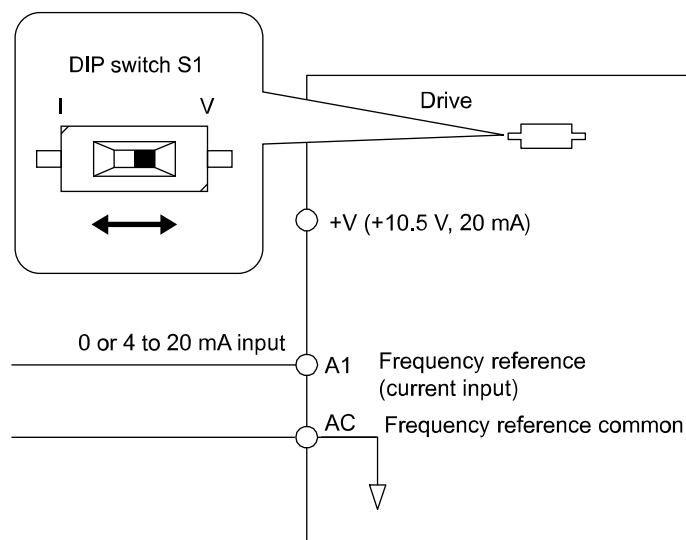 DIP switch S1
I
V
Drive
+V (+10.5 V, 20 mA)
0 or 4 to 20 mA input
A1
Frequency reference
(current input)
AC
Frequency reference common